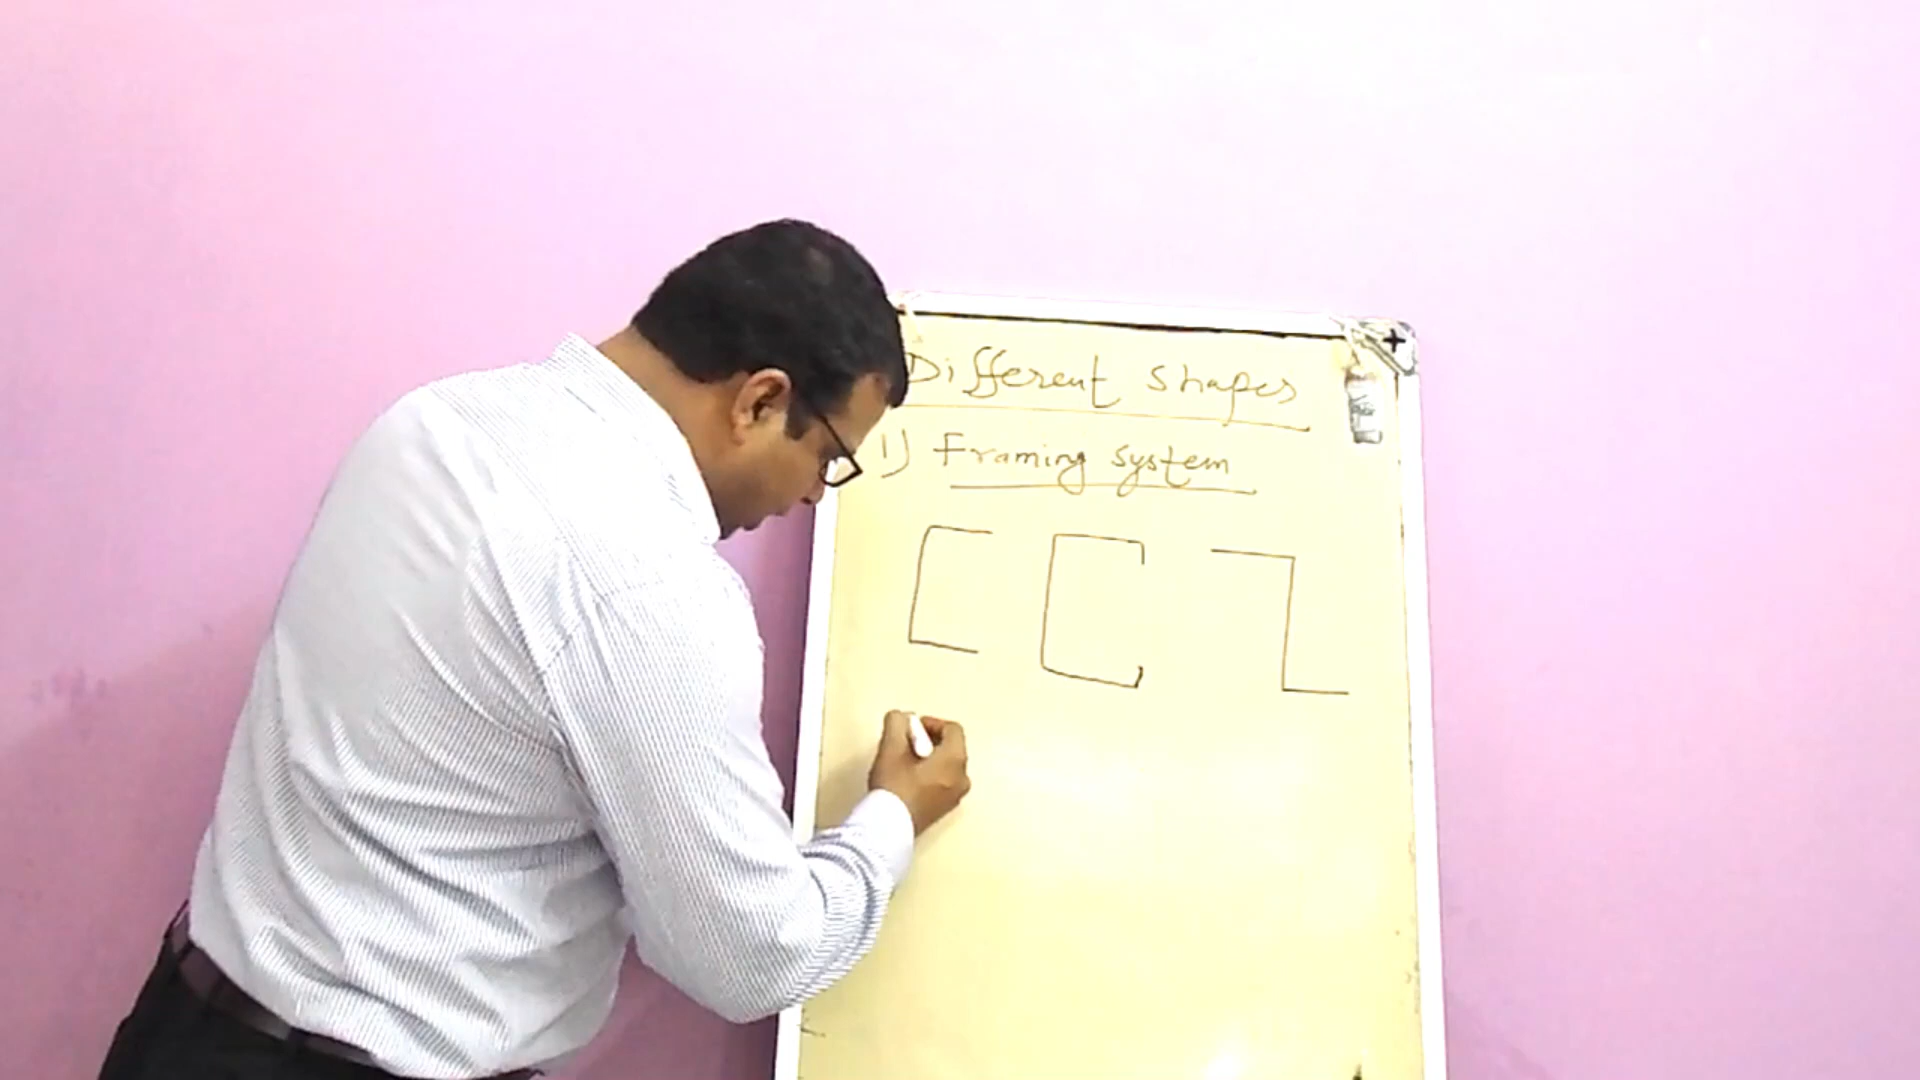 Different shapes
1) Framing system